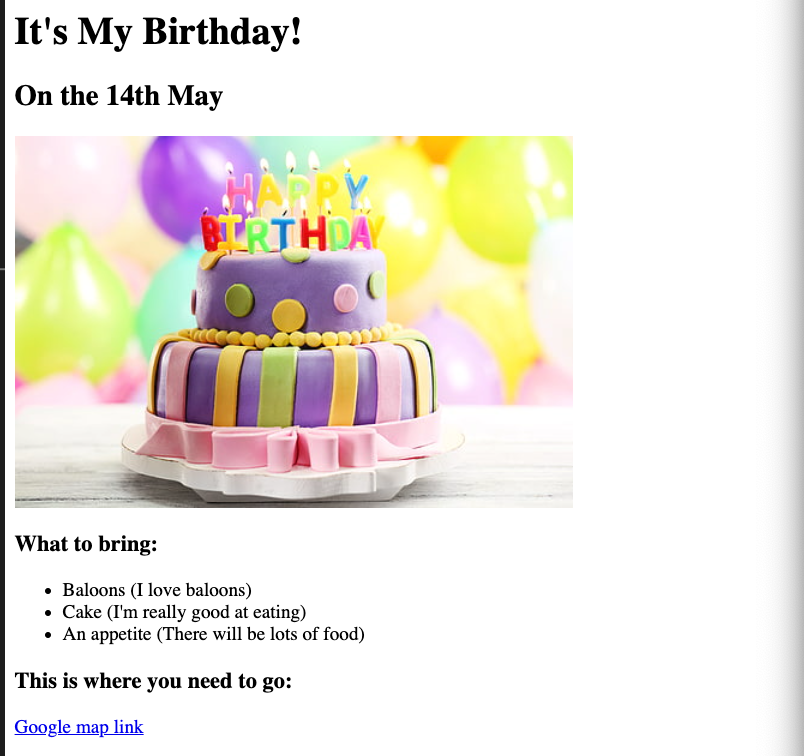 It's My Birthday!
On the 14th May
HAPPY
BIRTHDAY
What to bring:
Baloons (I love baloons)
Cake (I'm really good at eating)
An appetite (There will be lots of food)
This is where you need to go:
Google map link